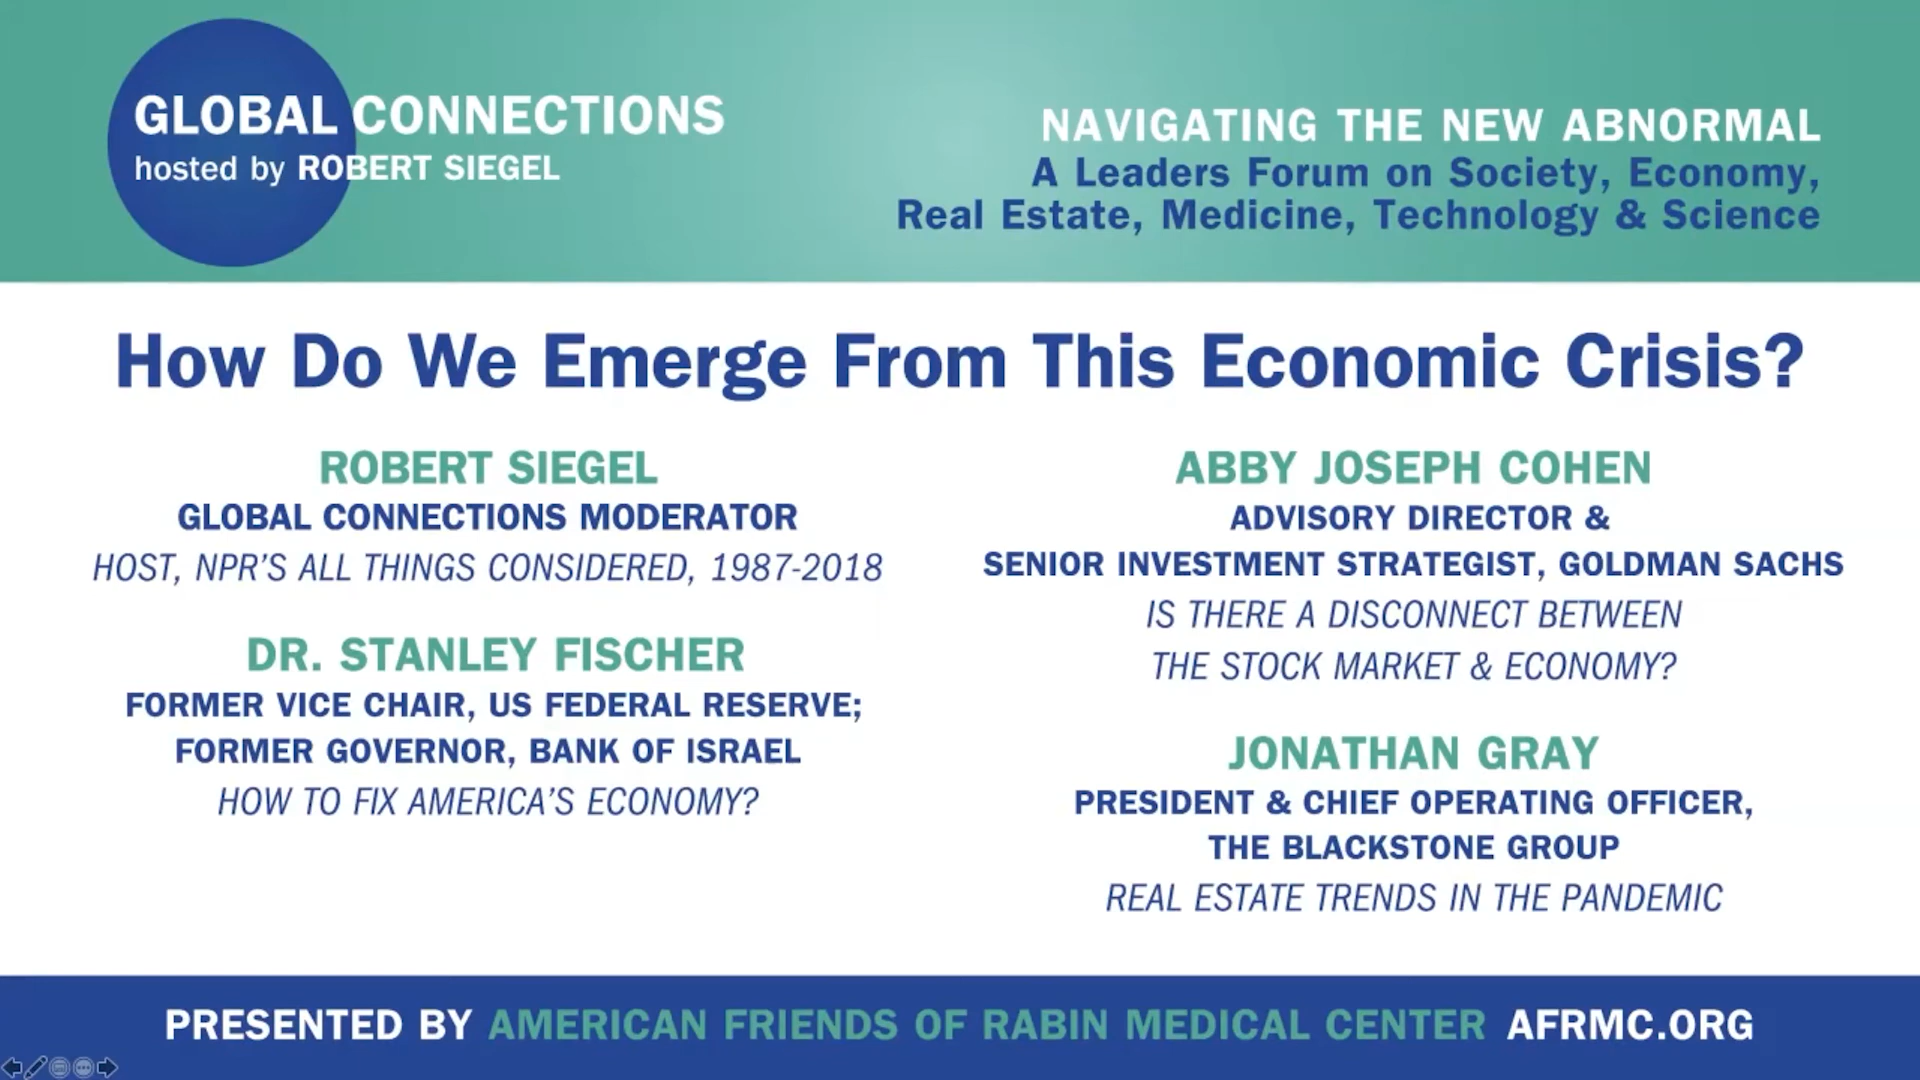 GLOBAL CONNECTIONS
hosted by ROBERT SIEGEL
NAVIGATING THE NEW ABNORMAL
A Leaders Forum on Society, Economy,
Real Estate, Medicine, Technology & Science
How Do We Emerge From This Economic Crisis?
ROBERT SIEGEL
GLOBAL CONNECTIONS MODERATOR
HOST, NPR'S ALL THINGS CONSIDERED, 1987-2018
DR. STANLEY FISCHER
FORMER VICE CHAIR, US FEDERAL RESERVE;
FORMER GOVERNOR, BANK OF ISRAEL
HOW TO FIX AMERICA'S ECONOMY?
ABBY JOSEPH COHEN
ADVISORY DIRECTOR &
SENIOR INVESTMENT STRATEGIST, GOLDMAN SACHS
IS THERE A DISCONNECT BETWEEN
THE STOCK MARKET & ECONOMY?
JONATHAN GRAY
PRESIDENT & CHIEF OPERATING OFFICER,
THE BLACKSTONE GROUP
REAL ESTATE TRENDS IN THE PANDEMIC
PRESENTED BY AMERICAN FRIENDS OF RABIN MEDICAL CENTER AFRMC.ORG